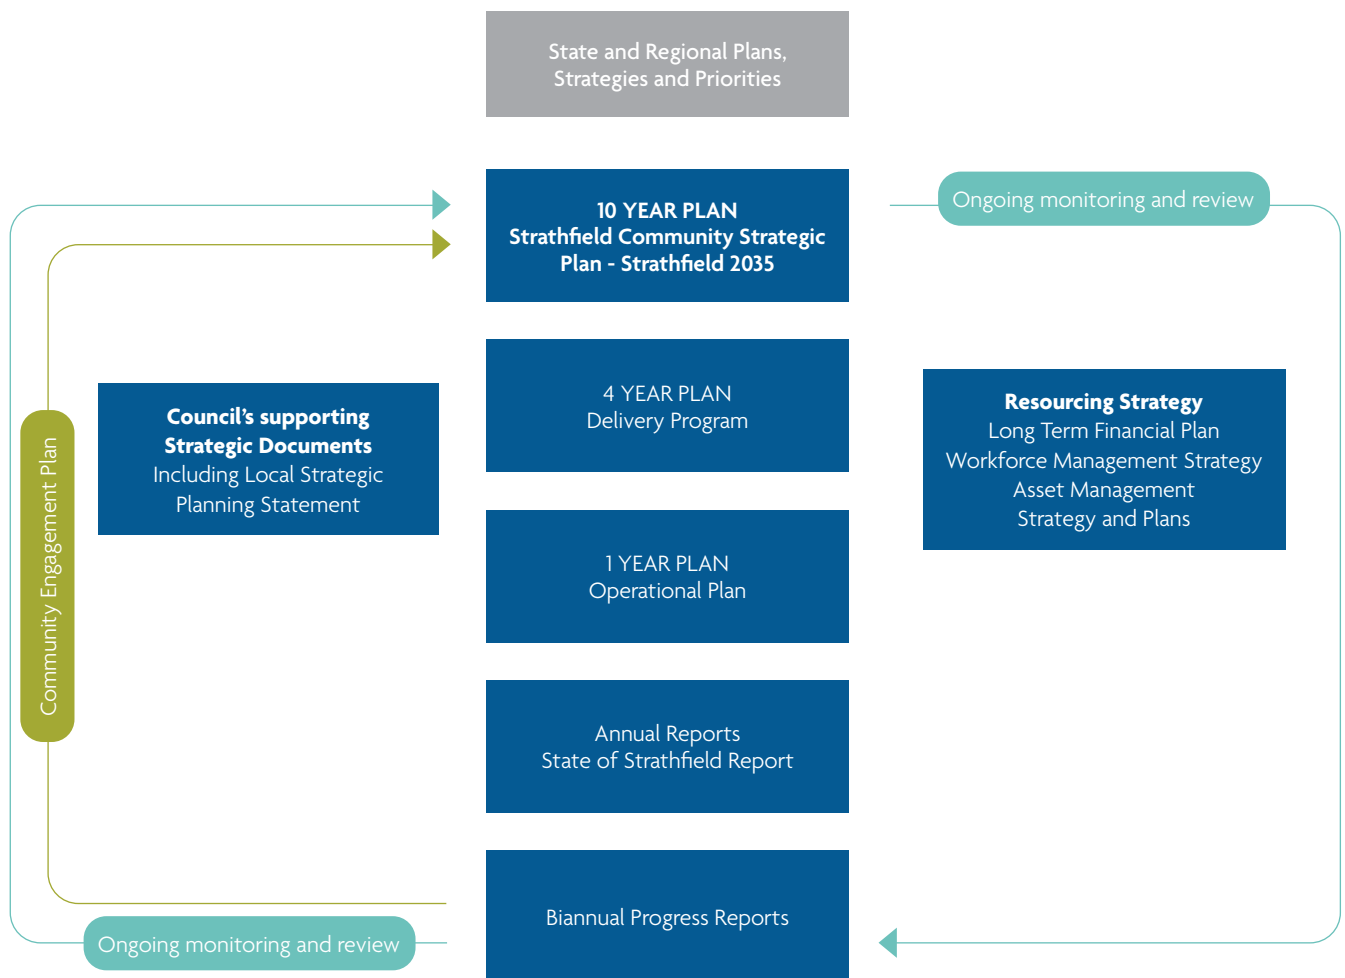 State and Regional Plans,
Strategies and Priorities
10 YEAR PLAN
Strathfield Community Strategic
Plan - Strathfield 2035
Ongoing monitoring and review
4 YEAR PLAN
Delivery Program
Council's supporting
Strategic Documents
Including Local Strategic
Planning Statement
Resourcing Strategy
Long Term Financial Plan
Workforce Management Strategy
Asset Management
Strategy and Plans
Community Engagement Plan
1 YEAR PLAN
Operational Plan
Annual Reports
State of Strathfield Report
Biannual Progress Reports
Ongoing monitoring and review